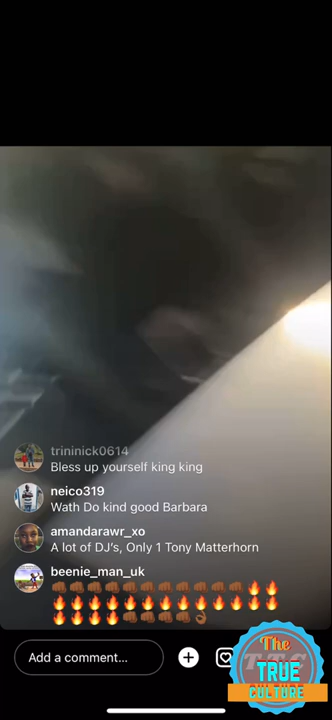 trininick0614
Bless up yourself king king
neico319
Wath Do kind good Barbara
amandarawr_xo
A lot of DJ's, Only 1 Tony Matterhorn
beenie_man_uk
👊🏾👊🏾👊🏾👊🏾👊🏾👊🏾👊🏾👊🏾👊🏾👊🏾👊🏾🔥🔥
🔥🔥🔥🔥🔥🔥🔥🔥🔥🔥🔥🔥🔥
🔥🔥🔥🔥👊🏾👊🏾👊🏾👊🏾👌🏾
Add a comment...
The
TRUE
CULTURE